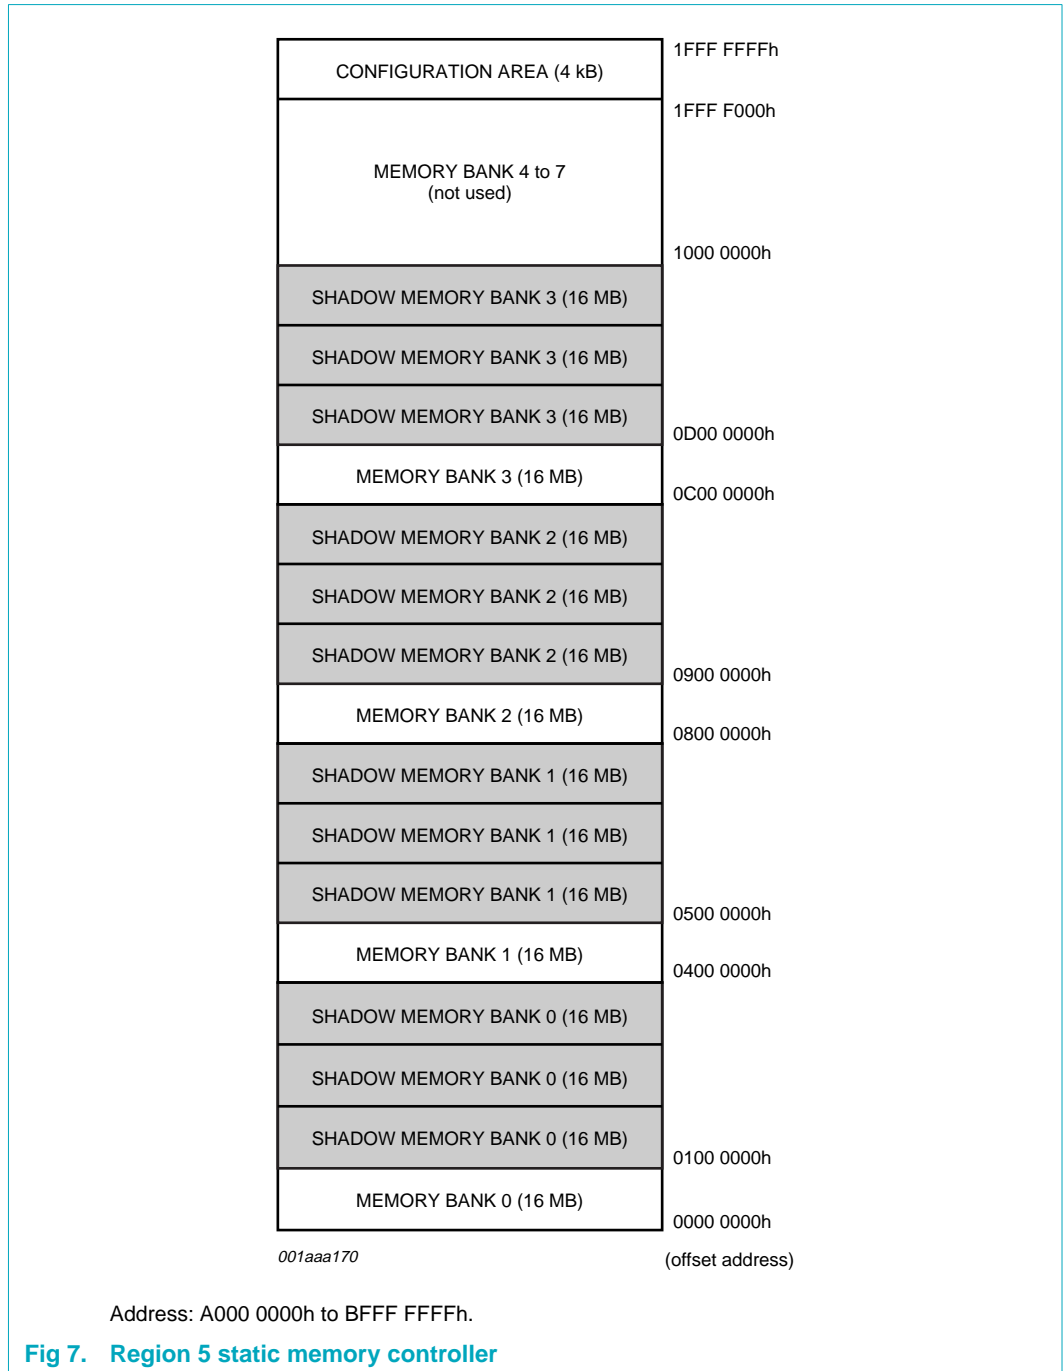 1FFF FFFFh
CONFIGURATION AREA (4 kB)
1FFF F000h
MEMORY BANK 4 to 7
(not used)
1000 0000h
SHADOW MEMORY BANK 3 (16 MB)
SHADOW MEMORY BANK 3 (16 MB)
SHADOW MEMORY BANK 3 (16 MB)
0D00 0000h
MEMORY BANK 3 (16 MB)
0C00 0000h
SHADOW MEMORY BANK 2 (16 MB)
SHADOW MEMORY BANK 2 (16 MB)
SHADOW MEMORY BANK 2 (16 MB)
0900 0000h
MEMORY BANK 2 (16 MB)
0800 0000h
SHADOW MEMORY BANK 1 (16 MB)
SHADOW MEMORY BANK 1 (16 MB)
SHADOW MEMORY BANK 1 (16 MB)
0500 0000h
MEMORY BANK 1 (16 MB)
0400 0000h
SHADOW MEMORY BANK 0 (16 MB)
SHADOW MEMORY BANK 0 (16 MB)
SHADOW MEMORY BANK 0 (16 MB)
0100 0000h
MEMORY BANK 0 (16 MB)
0000 0000h
001aaa170
(offset address)
Address: A000 0000h to BFFF FFFFh.
Fig 7. Region 5 static memory controller